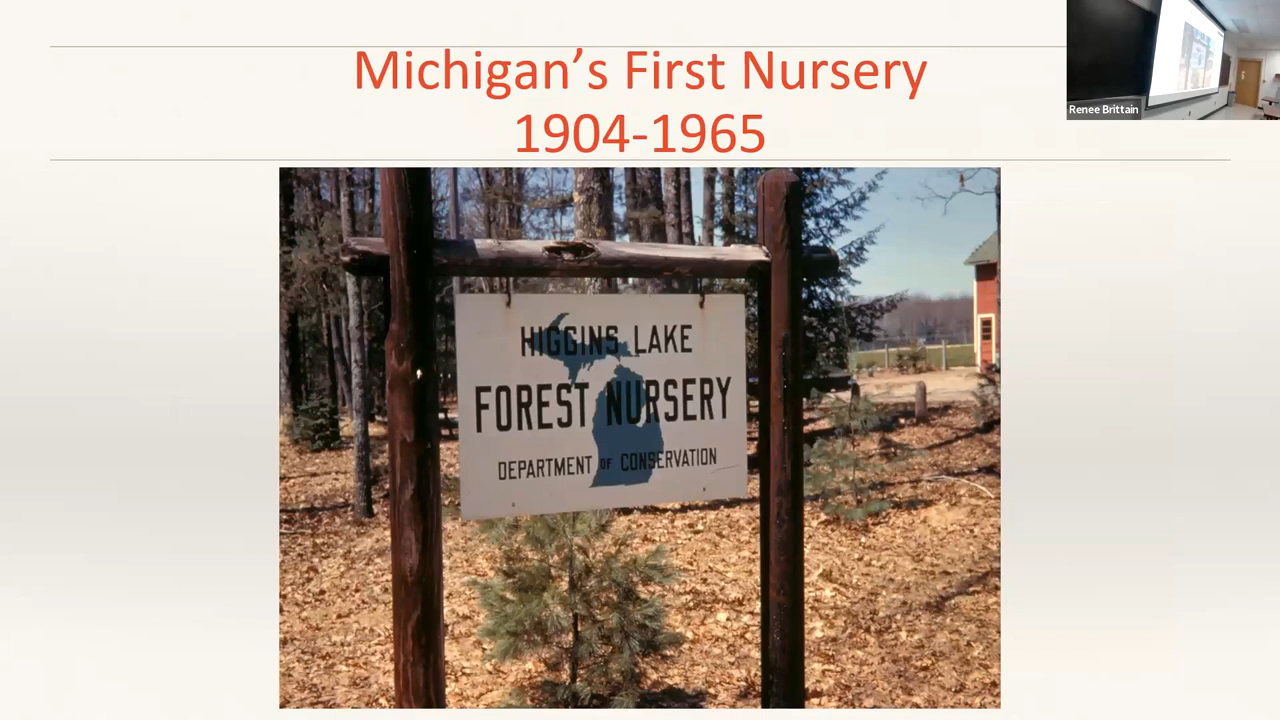 Michigan’s First Nursery
1904-1965
Renee Brittain
HIGGINS LAKE
FOREST NURSERY
DEPARTMENT OF CONSERVATION